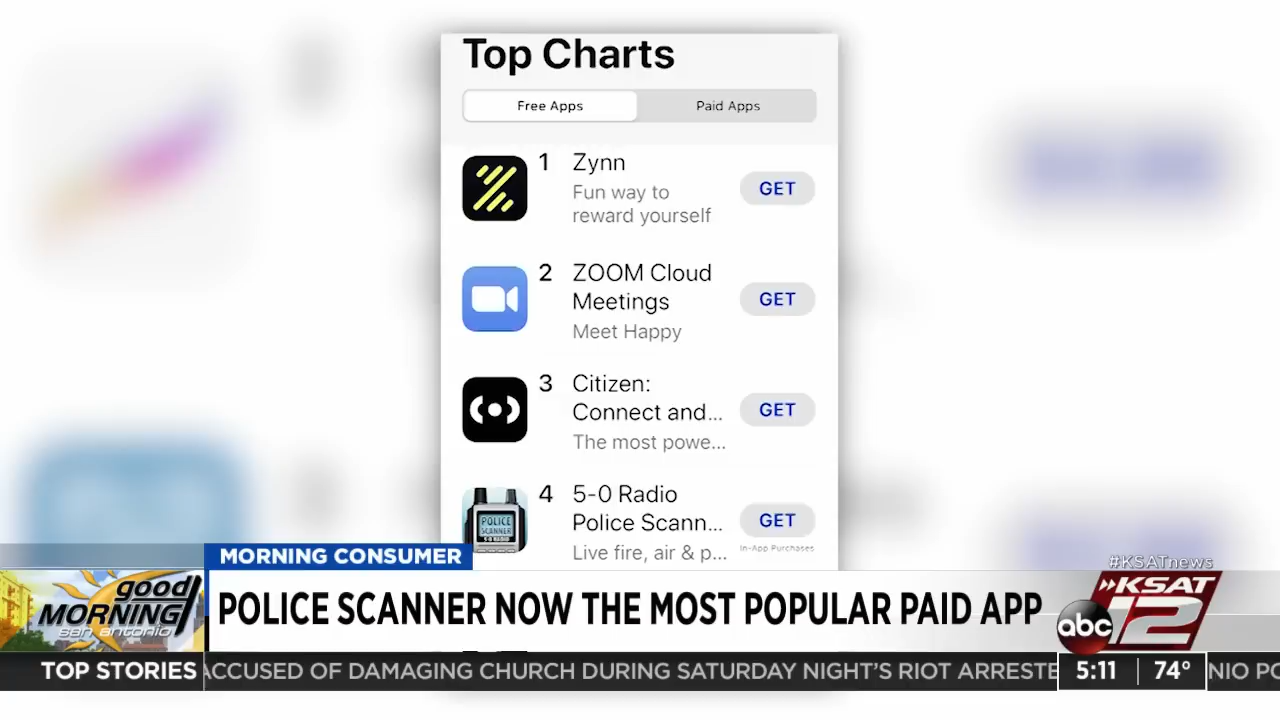 Top Charts
Free Apps
Paid Apps
1
Zynn
Fun way to
reward yourself
GET
2
ZOOM Cloud
Meetings
Meet Happy
GET
3
Citizen:
Connect and...
The most powe...
GET
4
5-0 Radio
Police Scann...
Live fire, air & p...
GET
In-App Purchases
POLICE
SCANNER
5-0 RADIO
MORNING CONSUMER
#KSATnews
good
MORNING
san antonio
POLICE SCANNER NOW THE MOST POPULAR PAID APP
KSAT
abc 12
TOP STORIES
ACCUSED OF DAMAGING CHURCH DURING SATURDAY NIGHT'S RIOT ARRESTE
5:11
74°
NIO PO